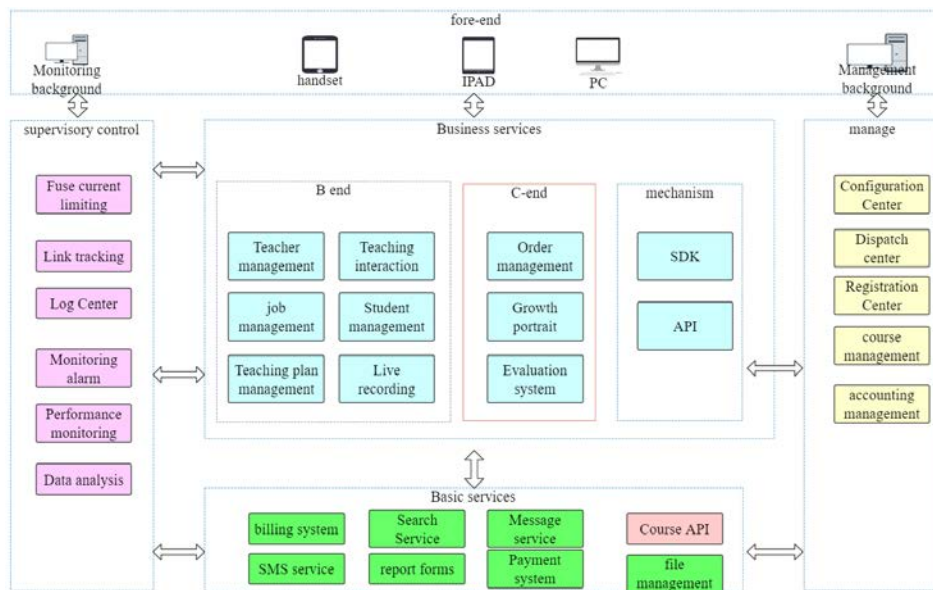 fore-end
Monitoring
background
handset
IPAD
PC
Management
background
supervisory control
Fuse current
limiting
Link tracking
Log Center
Monitoring
alarm
Performance
monitoring
Data analysis
Business services
B end
Teacher
management
Teaching
interaction
job
management
Student
management
Teaching plan
management
Live
recording
C-end
Order
management
Growth
portrait
Evaluation
system
mechanism
SDK
API
manage
Configuration
Center
Dispatch
center
Registration
Center
course
management
accounting
management
Basic services
billing system
Search
Service
Message
service
Course API
SMS service
report forms
Payment
system
file
management